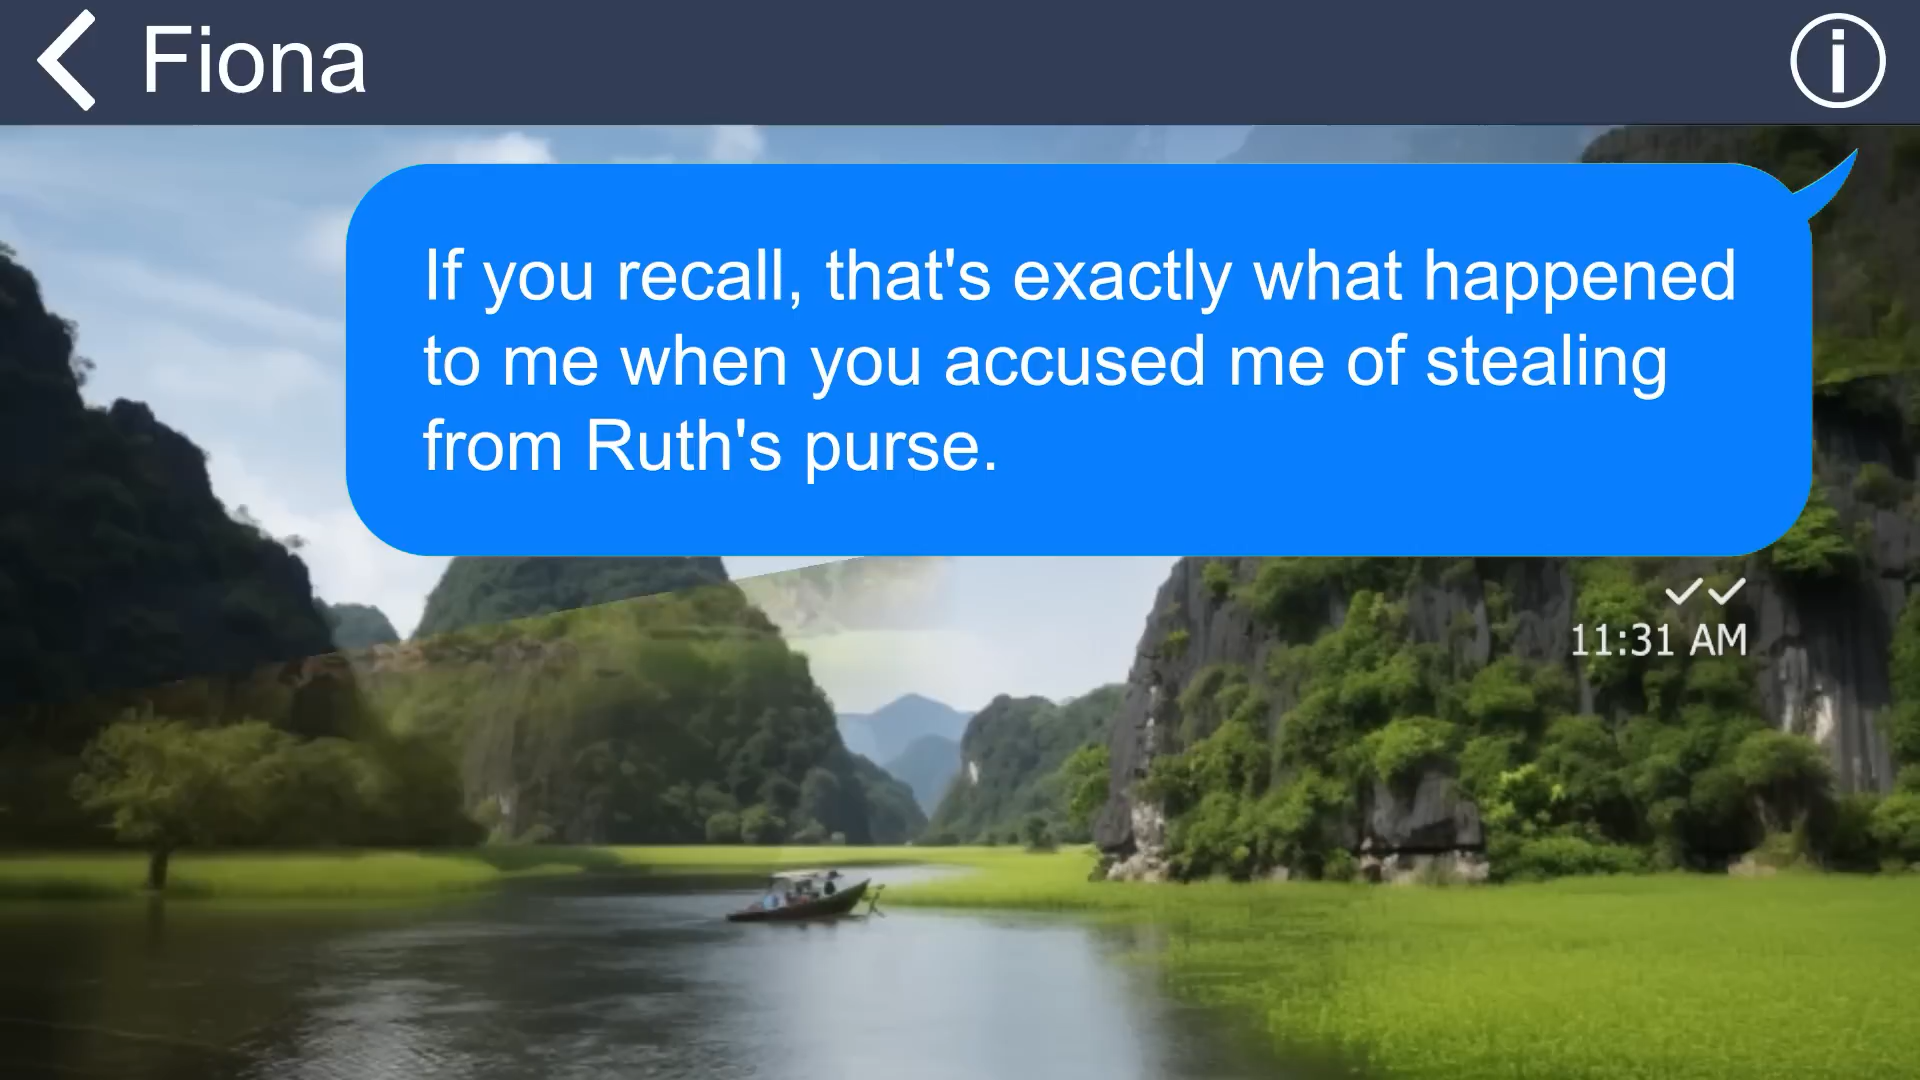 Fiona
If you recall, that's exactly what happened
to me when you accused me of stealing
from Ruth's purse.
11:31 AM